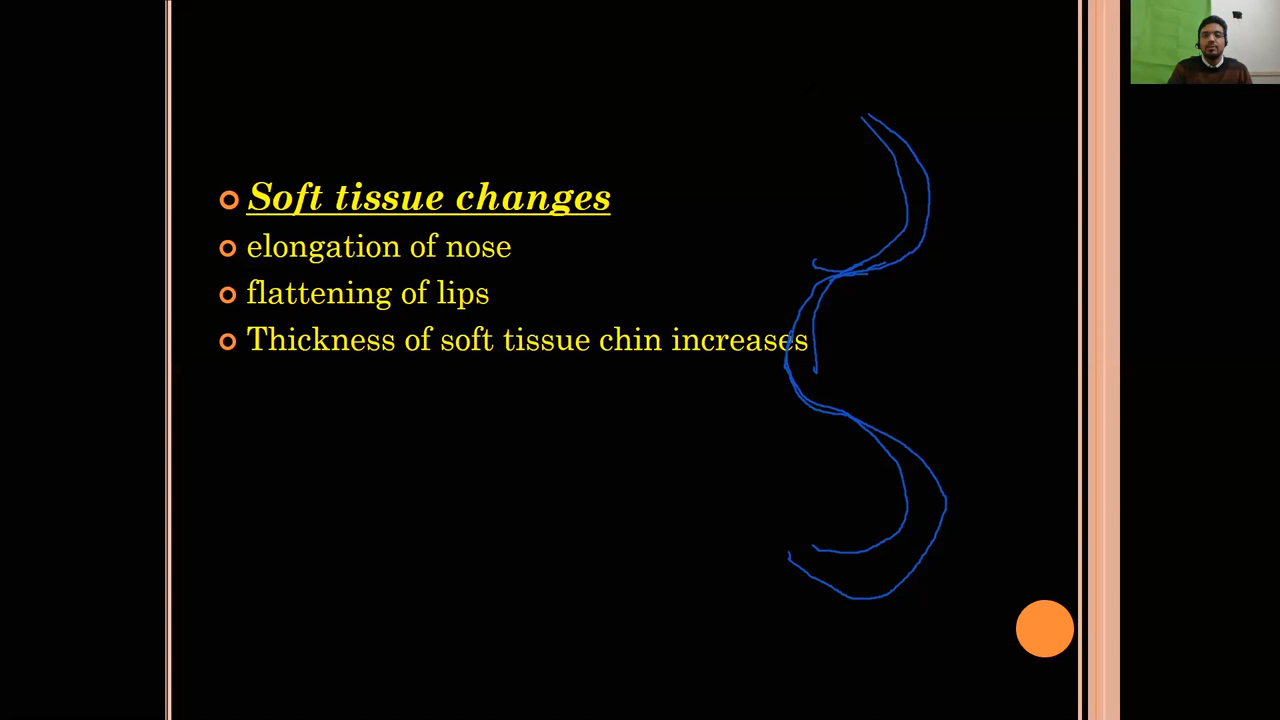 Soft tissue changes
elongation of nose
flattening of lips
Thickness of soft tissue chin increases